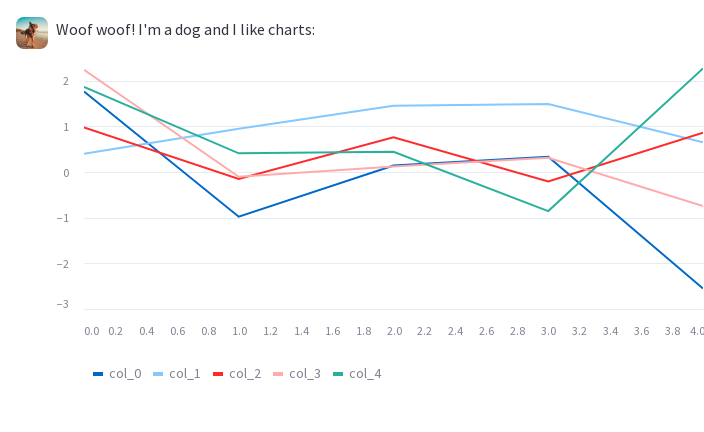 Woof woof! I'm a dog and I like charts:
2
1
0
−1
−2
−3
0.0 0.2 0.4 0.6 0.8 1.0 1.2 1.4 1.6 1.8 2.0 2.2 2.4 2.6 2.8 3.0 3.2 3.4 3.6 3.8 4.0
col_0 col_1 col_2 col_3 col_4